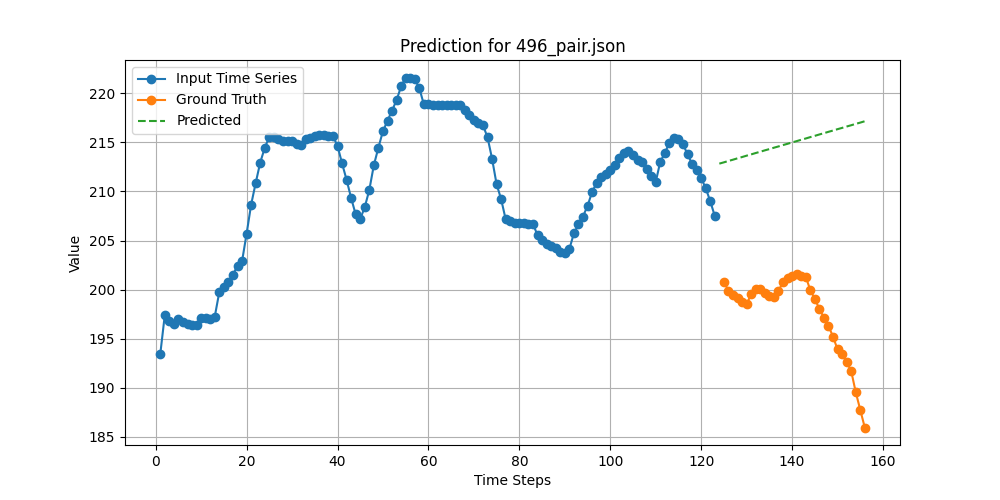 Prediction for 496_pair.json
Input Time Series
Ground Truth
Predicted
Value
220
215
210
205
200
195
190
185
0 20 40 60 80 100 120 140 160
Time Steps